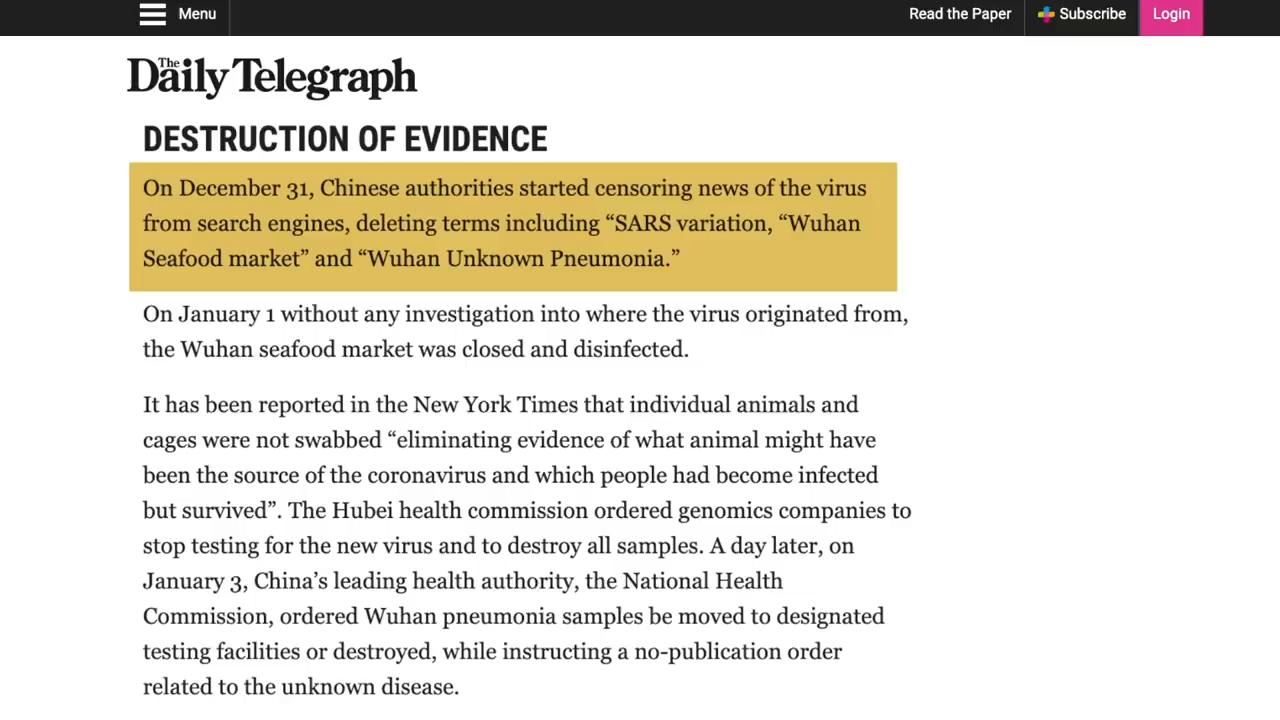 Menu
Read the Paper
Subscribe
Login
The Daily Telegraph
DESTRUCTION OF EVIDENCE
On December 31, Chinese authorities started censoring news of the virus
from search engines, deleting terms including “SARS variation, “Wuhan
Seafood market” and “Wuhan Unknown Pneumonia.”
On January 1 without any investigation into where the virus originated from,
the Wuhan seafood market was closed and disinfected.
It has been reported in the New York Times that individual animals and
cages were not swabbed “eliminating evidence of what animal might have
been the source of the coronavirus and which people had become infected
but survived”. The Hubei health commission ordered genomics companies to
stop testing for the new virus and to destroy all samples. A day later, on
January 3, China’s leading health authority, the National Health
Commission, ordered Wuhan pneumonia samples be moved to designated
testing facilities or destroyed, while instructing a no-publication order
related to the unknown disease.